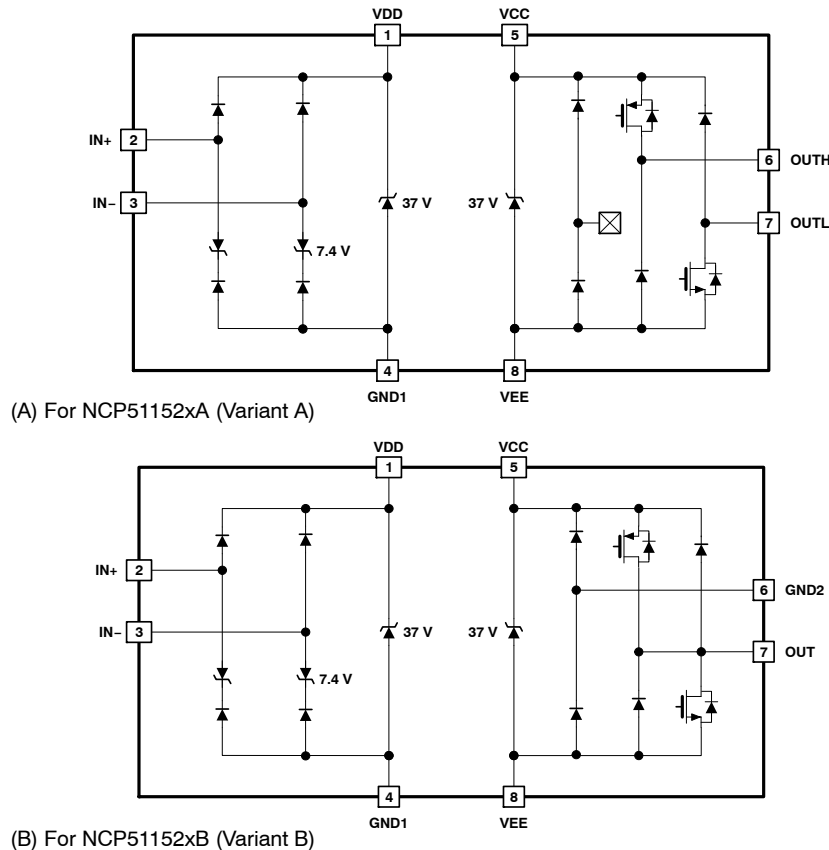 VDD VCC
1 5
IN+ 2
6 OUTH
IN− 3
37 V 37 V
7 OUTL
7.4 V
4 8
GND1 VEE
(A) For NCP51152xA (Variant A)
VDD VCC
1 5
IN+ 2
6 GND2
IN− 3
37 V 37 V
7 OUT
7.4 V
4 8
GND1 VEE
(B) For NCP51152xB (Variant B)